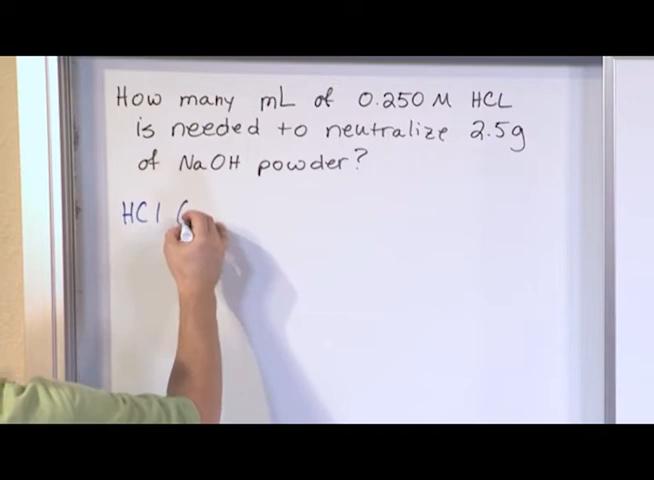 How many mL of 0.250 M HCL
is needed to neutralize 2.5g
of NaOH powder?
HCl (